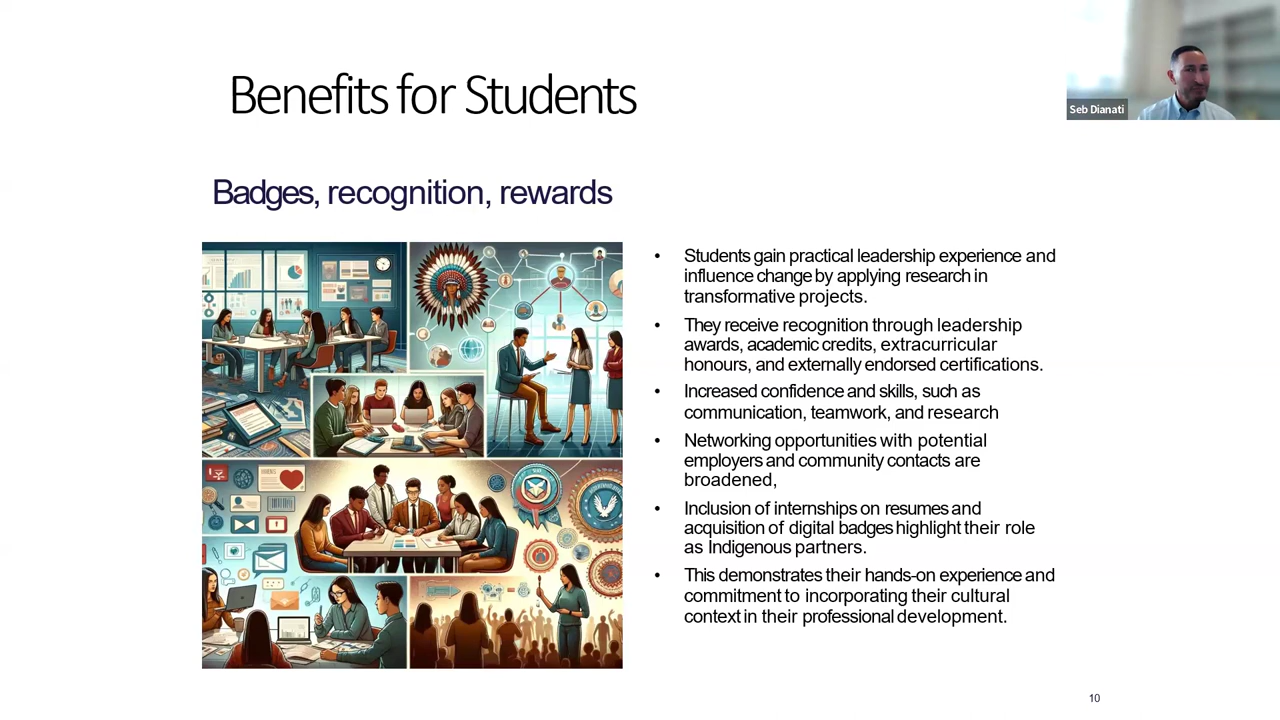 Benefits for Students
Seb Dianati
Badges, recognition, rewards
• Students gain practical leadership experience and
influence change by applying research in
transformative projects.
• They receive recognition through leadership
awards, academic credits, extracurricular
honours, and externally endorsed certifications.
• Increased confidence and skills, such as
communication, teamwork, and research
• Networking opportunities with potential
employers and community contacts are
broadened,
• Inclusion of internships on resumes and
acquisition of digital badges highlight their role
as Indigenous partners.
• This demonstrates their hands-on experience and
commitment to incorporating their cultural
context in their professional development.
10